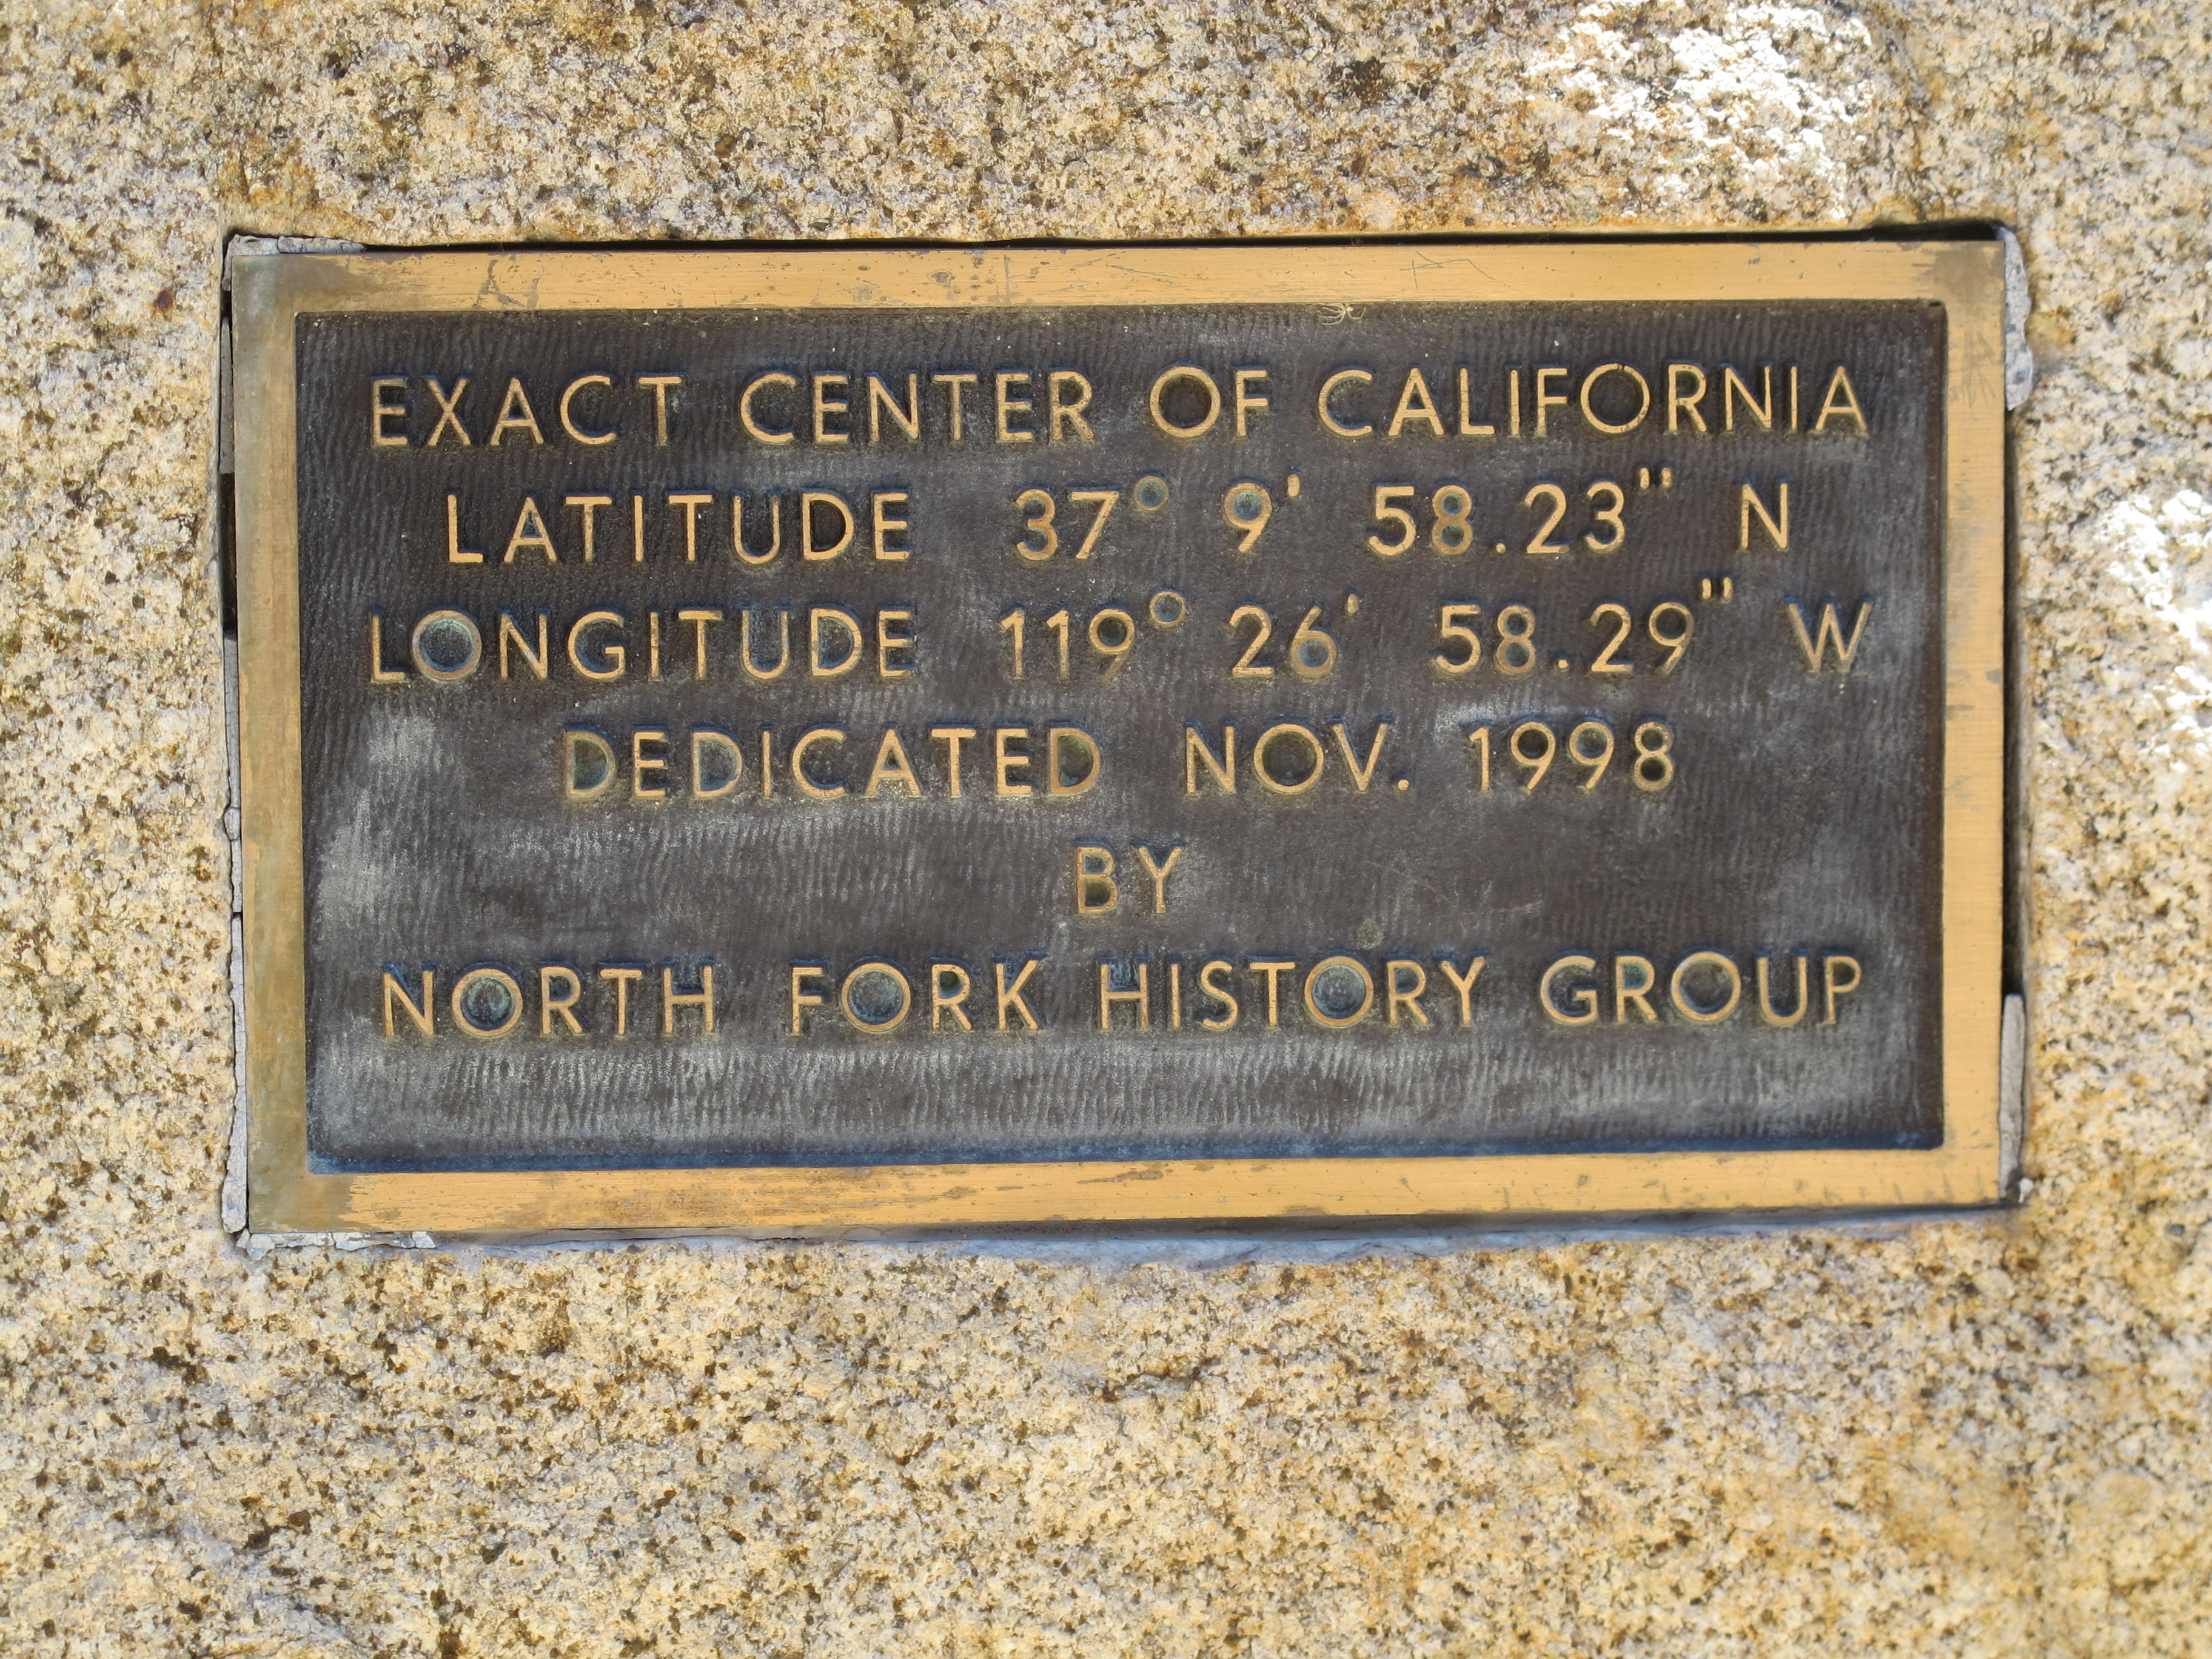 EXACT CENTER OF CALIFORNIA
LATITUDE 37° 9' 58.23" N
LONGITUDE 119° 26' 58.29" W
DEDICATED NOV. 1998
BY
NORTH FORK HISTORY GROUP